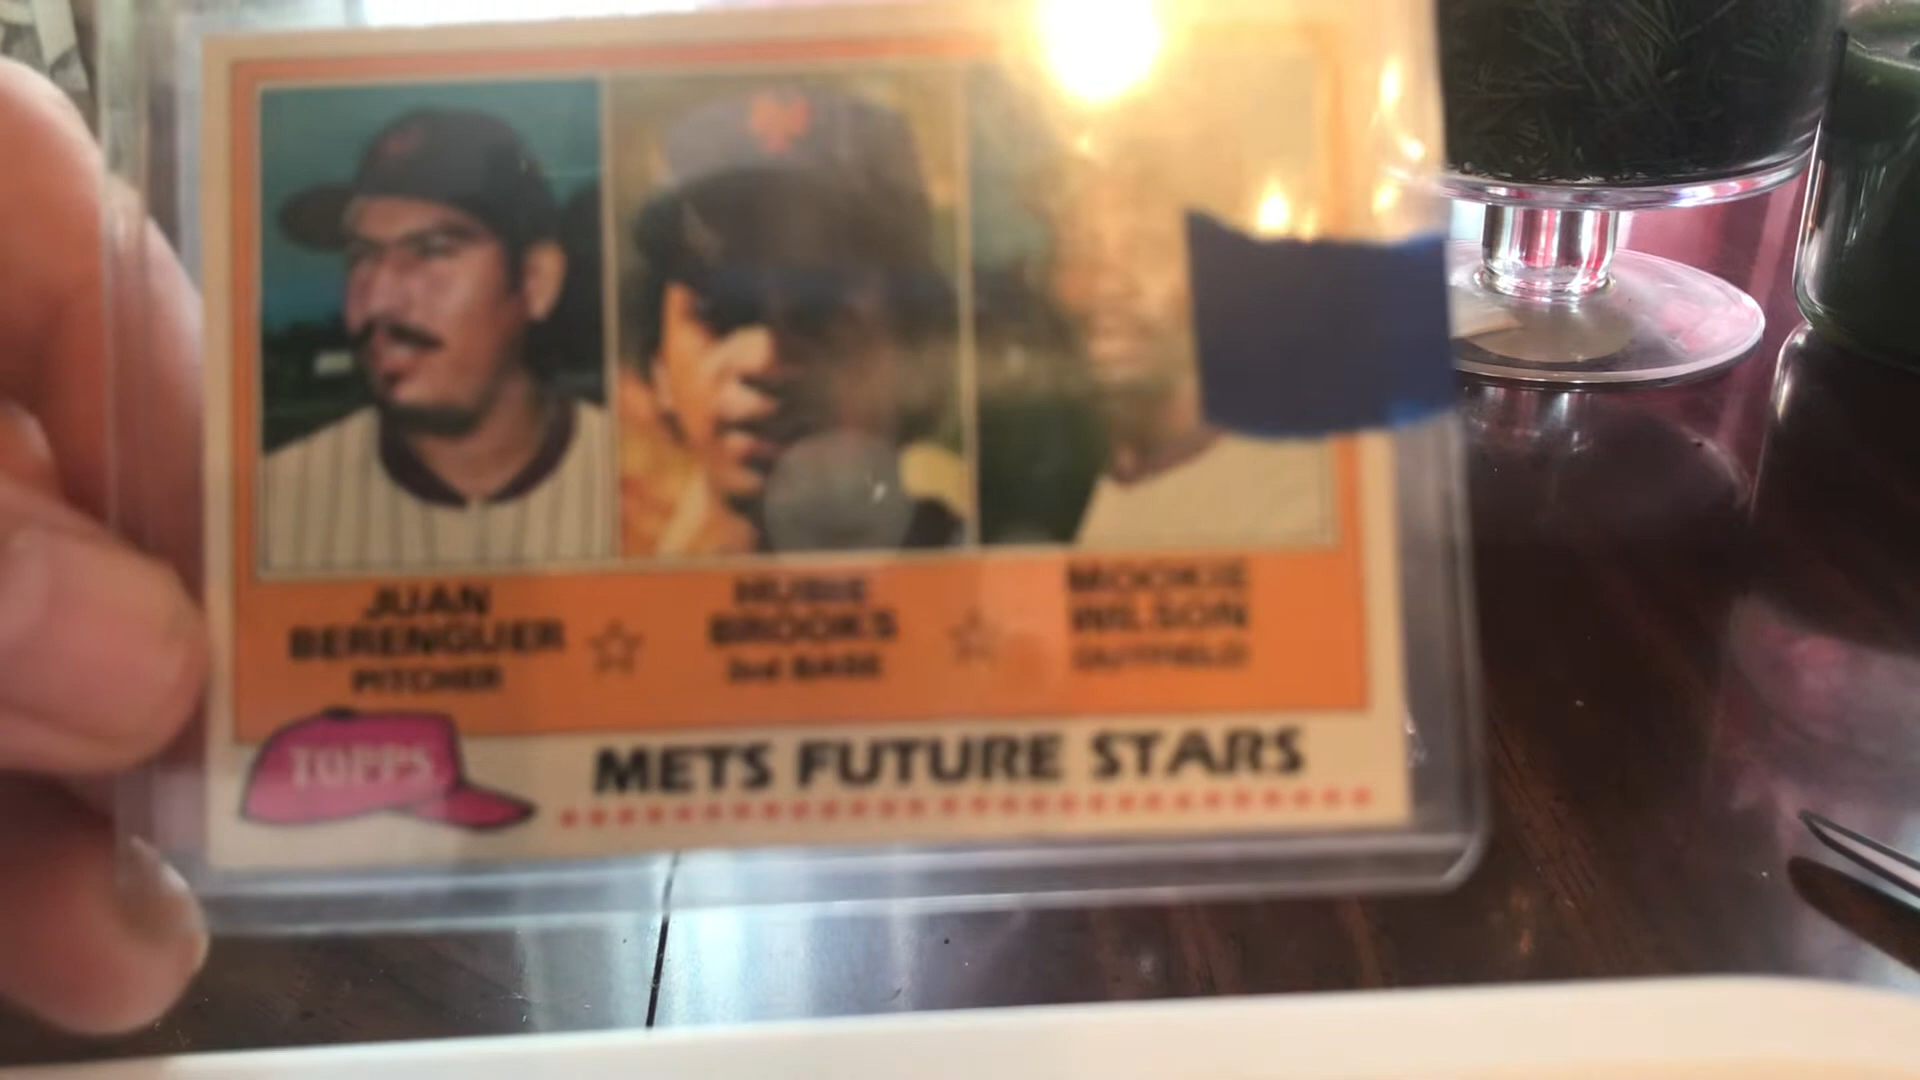 JUAN
BERENGUER
PITCHER
HUBIE
BROOKS
3rd BASE
MOOKIE
WILSON
OUTFIELD
TOPPS
METS FUTURE STARS